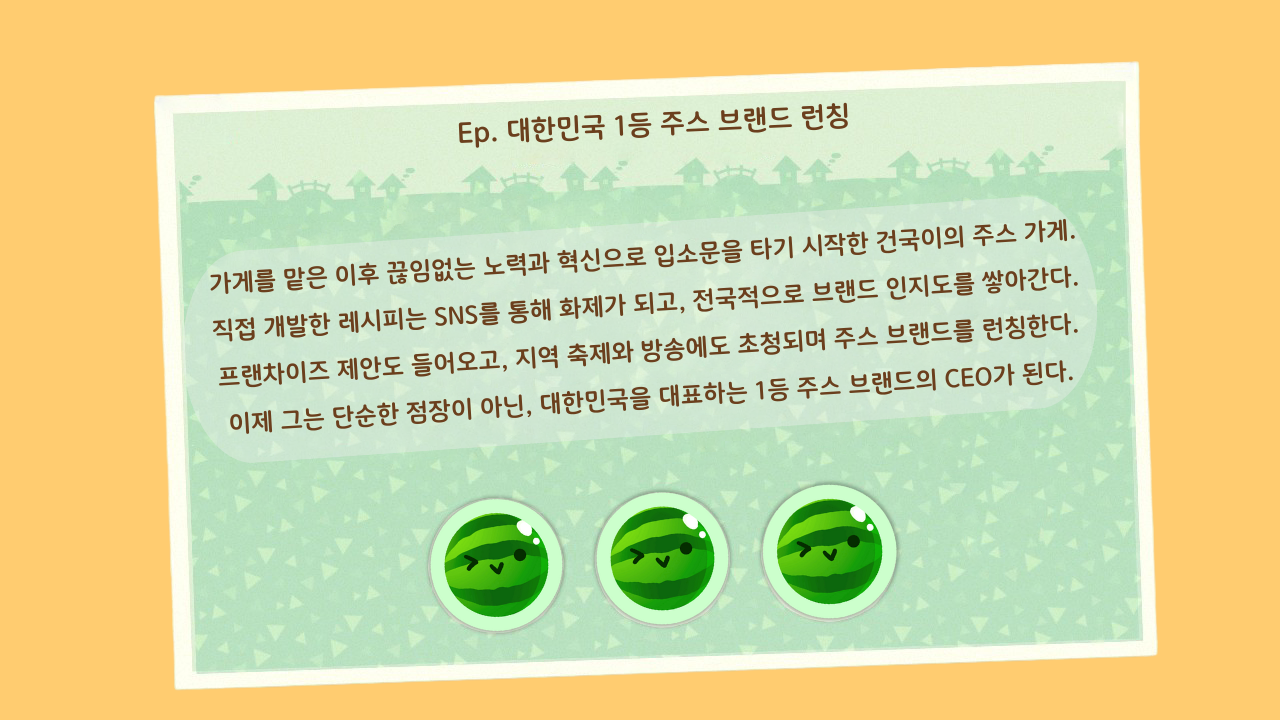 Ep. 대한민국 1등 주스 브랜드 런칭
가게를 맡은 이후 끊임없는 노력과 혁신으로 입소문을 타기 시작한 건국이의 주스 가게.
직접 개발한 레시피는 SNS를 통해 화제가 되고, 전국적으로 브랜드 인지도를 쌓아간다.
프랜차이즈 제안도 들어오고, 지역 축제와 방송에도 초청되며 주스 브랜드를 런칭한다.
이제 그는 단순한 점장이 아닌, 대한민국을 대표하는 1등 주스 브랜드의 CEO가 된다.